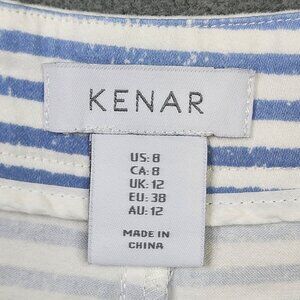 KENAR
US: 8
CA: 8
UK: 12
EU: 38
AU: 12
MADE IN
CHINA